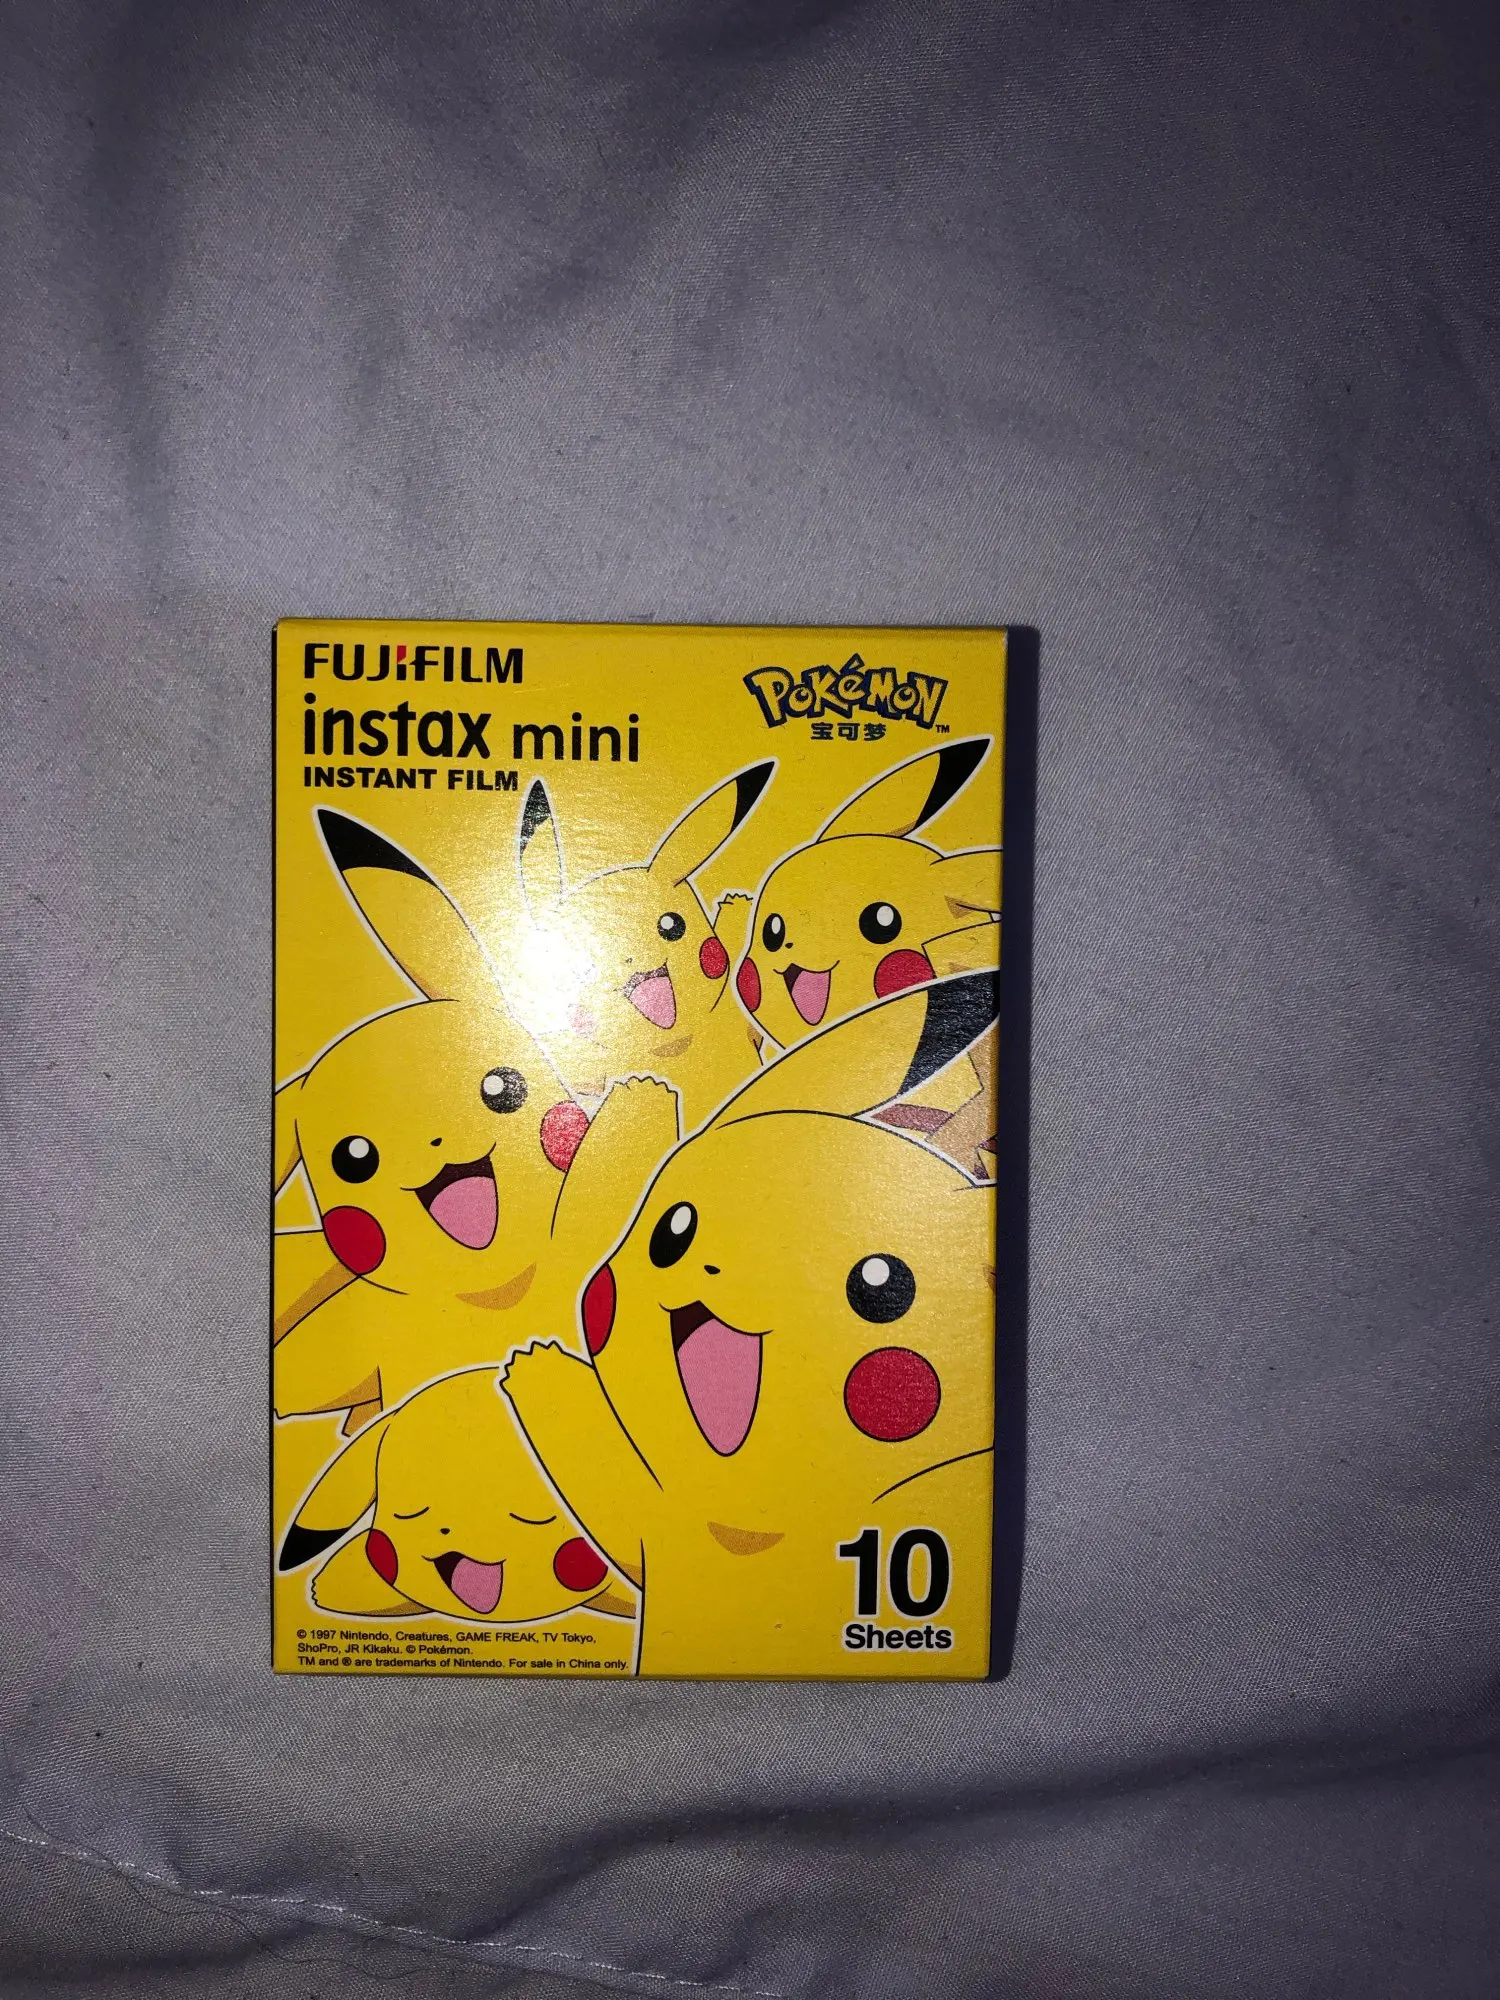 FUJIFILM
instax mini
INSTANT FILM
POKéMON
宝可梦
TM
10
Sheets
© 1997 Nintendo, Creatures, GAME FREAK, TV Tokyo,
ShoPro, JR Kikaku. © Pokémon.
TM and ® are trademarks of Nintendo. For sale in China only.